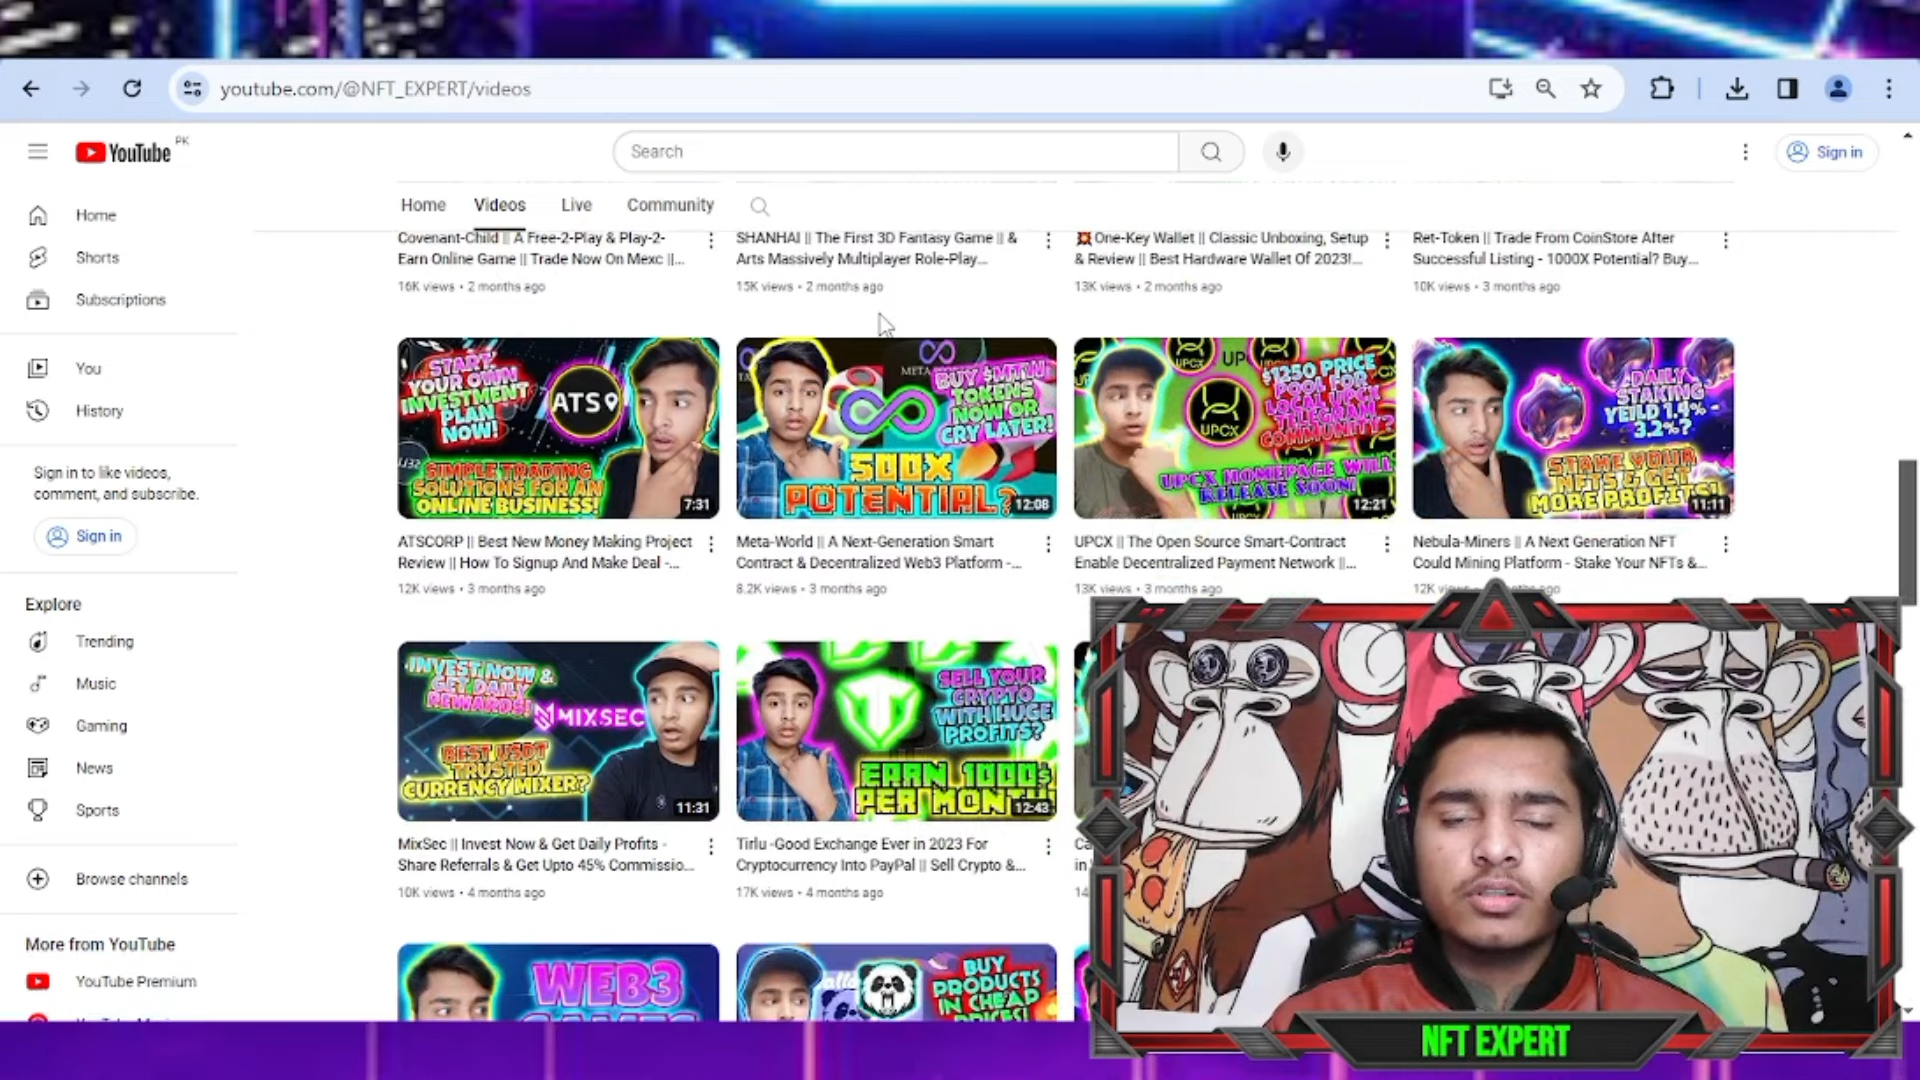 youtube.com/@NFT_EXPERT/videos
YouTube PK
Search
Sign in
Home
Shorts
Subscriptions
You
History
Sign in to like videos,
comment, and subscribe.
Sign in
Explore
Trending
Music
Gaming
News
Sports
Browse channels
More from YouTube
YouTube Premium
Home
Videos
Live
Community
Covenant-Child || A Free-2-Play & Play-2-
Earn Online Game || Trade Now On Mexc ||...
16K views • 2 months ago
SHANHAI || The First 3D Fantasy Game || &
Arts Massively Multiplayer Role-Play...
15K views • 2 months ago
💥One-Key Wallet || Classic Unboxing, Setup
& Review || Best Hardware Wallet Of 2023!...
13K views • 2 months ago
Ret-Token || Trade From CoinStore After
Successful Listing - 1000X Potential? Buy...
10K views • 3 months ago
START
YOUR OWN
INVESTMENT
PLAN
NOW!
ATS
SIMPLE TRADING
SOLUTIONS FOR AN
ONLINE BUSINESS!
7:31
ATSCORP || Best New Money Making Project
Review || How To Signup And Make Deal -...
12K views • 3 months ago
BUY $MTW
TOKENS
NOW OR
CRY LATER!
500X
POTENTIAL?
12:08
Meta-World || A Next-Generation Smart
Contract & Decentralized Web3 Platform -...
8.2K views • 3 months ago
UPCX
UPCX
$1250 PRICE
POOL FOR
LOCAL UPCX
TELEGRAM
COMMUNITY?
UPCX HOMEPAGE WILL
RELEASE SOON!
12:21
UPCX || The Open Source Smart-Contract
Enable Decentralized Payment Network ||...
13K views • 3 months ago
DAILY
STAKING
YEILD 1.4% -
3.2%?
STAKE YOUR
NFTS & GET
MORE PROFITS!
11:11
Nebula-Miners || A Next Generation NFT
Could Mining Platform - Stake Your NFTs &...
12K
INVEST NOW &
GET DAILY
REWARDS!
MIXSEC
BEST USDT
TRUSTED
CURRENCY MIXER?
11:31
MixSec || Invest Now & Get Daily Profits -
Share Referrals & Get Upto 45% Commissio...
10K views • 4 months ago
SELL YOUR
CRYPTO
WITH HUGE
PROFITS?
EARN 1000$
PER MONTH
12:43
Tirlu -Good Exchange Ever in 2023 For
Cryptocurrency Into PayPal || Sell Crypto &...
17K views • 4 months ago
WEB3
GAMES
BUY
PRODUCTS
IN CHEAP
PRICES!
NFT EXPERT